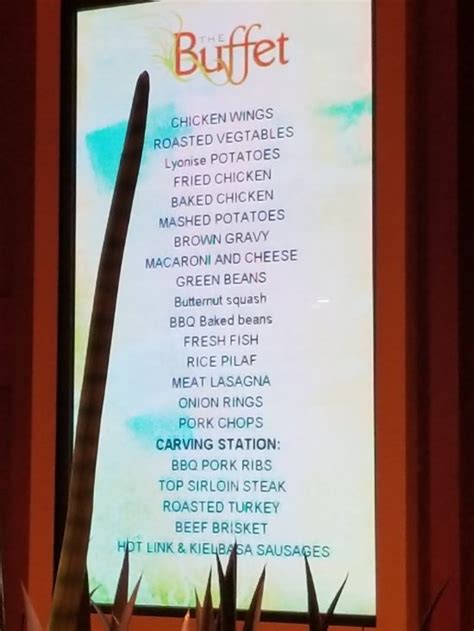 THE
Buffet
CHICKEN WINGS
ROASTED VEGTABLES
Lyonise POTATOES
FRIED CHICKEN
BAKED CHICKEN
MASHED POTATOES
BROWN GRAVY
MACARONI AND CHEESE
GREEN BEANS
Butternut squash
BBQ Baked beans
FRESH FISH
RICE PILAF
MEAT LASAGNA
ONION RINGS
PORK CHOPS
CARVING STATION:
BBQ PORK RIBS
TOP SIRLOIN STEAK
ROASTED TURKEY
BEEF BRISKET
HOT LINK & KIELBASA SAUSAGES